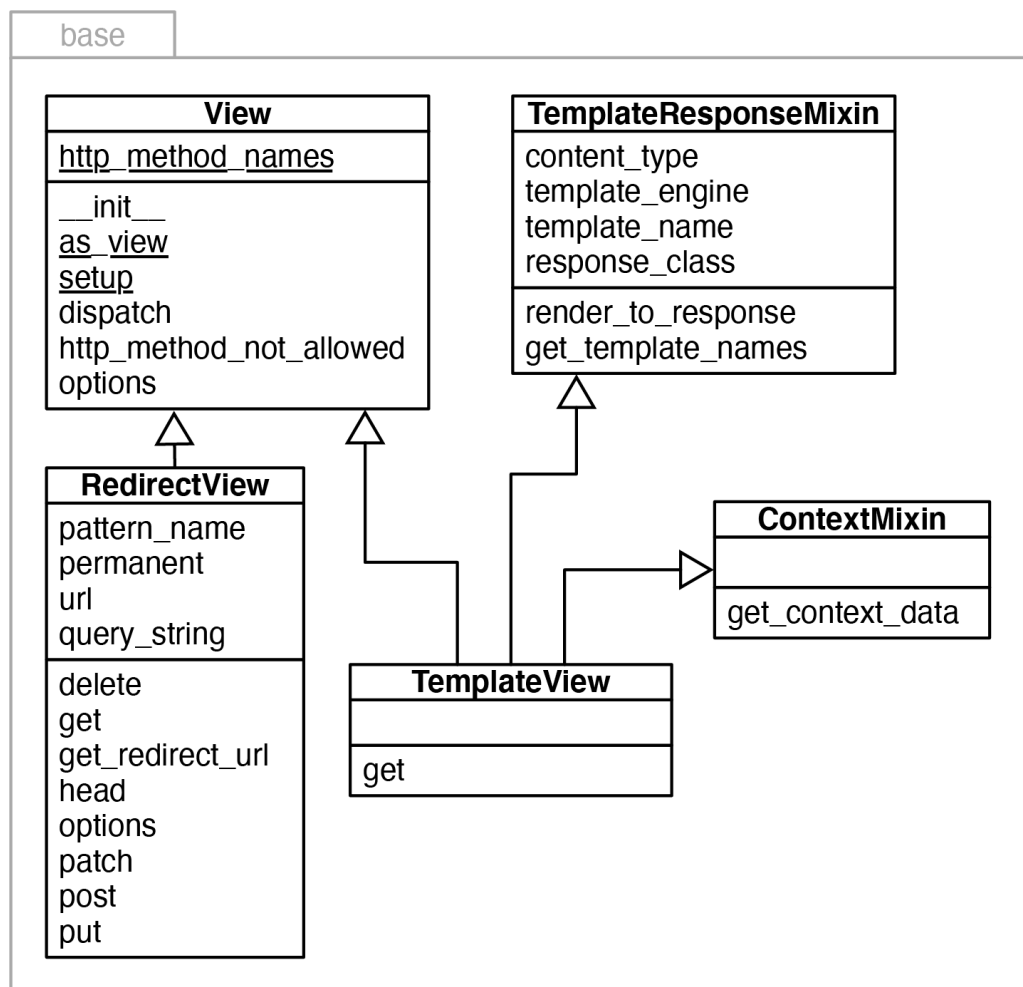 base
View
http_method_names
__init__
as_view
setup
dispatch
http_method_not_allowed
options
TemplateResponseMixin
content_type
template_engine
template_name
response_class
render_to_response
get_template_names
RedirectView
pattern_name
permanent
url
query_string
delete
get
get_redirect_url
head
options
patch
post
put
ContextMixin
get_context_data
TemplateView
get